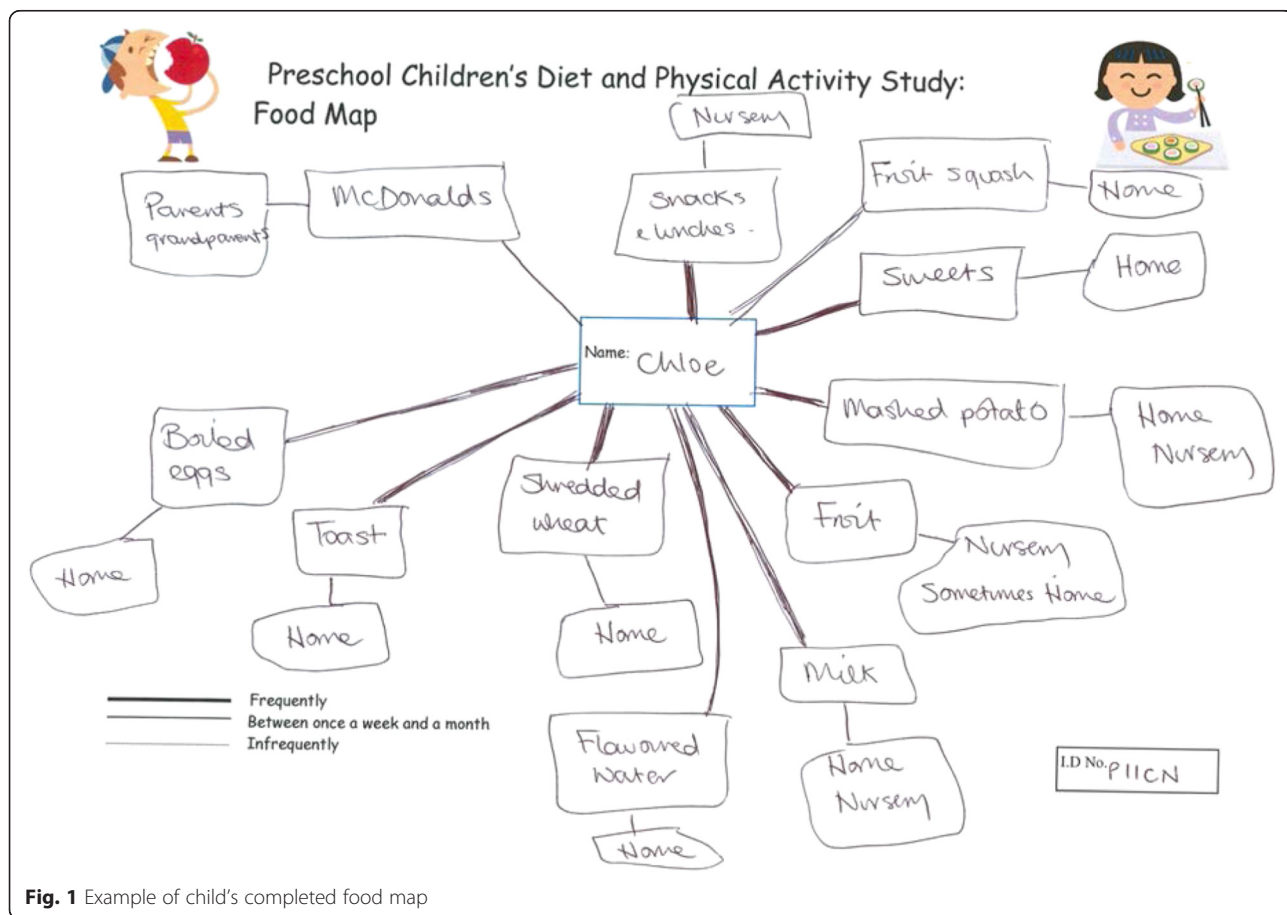 Preschool Children's Diet and Physical Activity Study:
Food Map
Nursery
Snacks
& lunches.
Fruit squash
Home
Parents
grandparents
McDonalds
Sweets
Home
Name: Chloe
Mashed potato
Home
Nursery
Boiled
eggs
Home
Toast
Home
Shredded
wheat
Home
Fruit
Nursery
Sometimes Home
Milk
Home
Nursery
Flavoured
Water
Home
Frequently
Between once a week and a month
Infrequently
I.D No. P11CN
Fig. 1 Example of child's completed food map